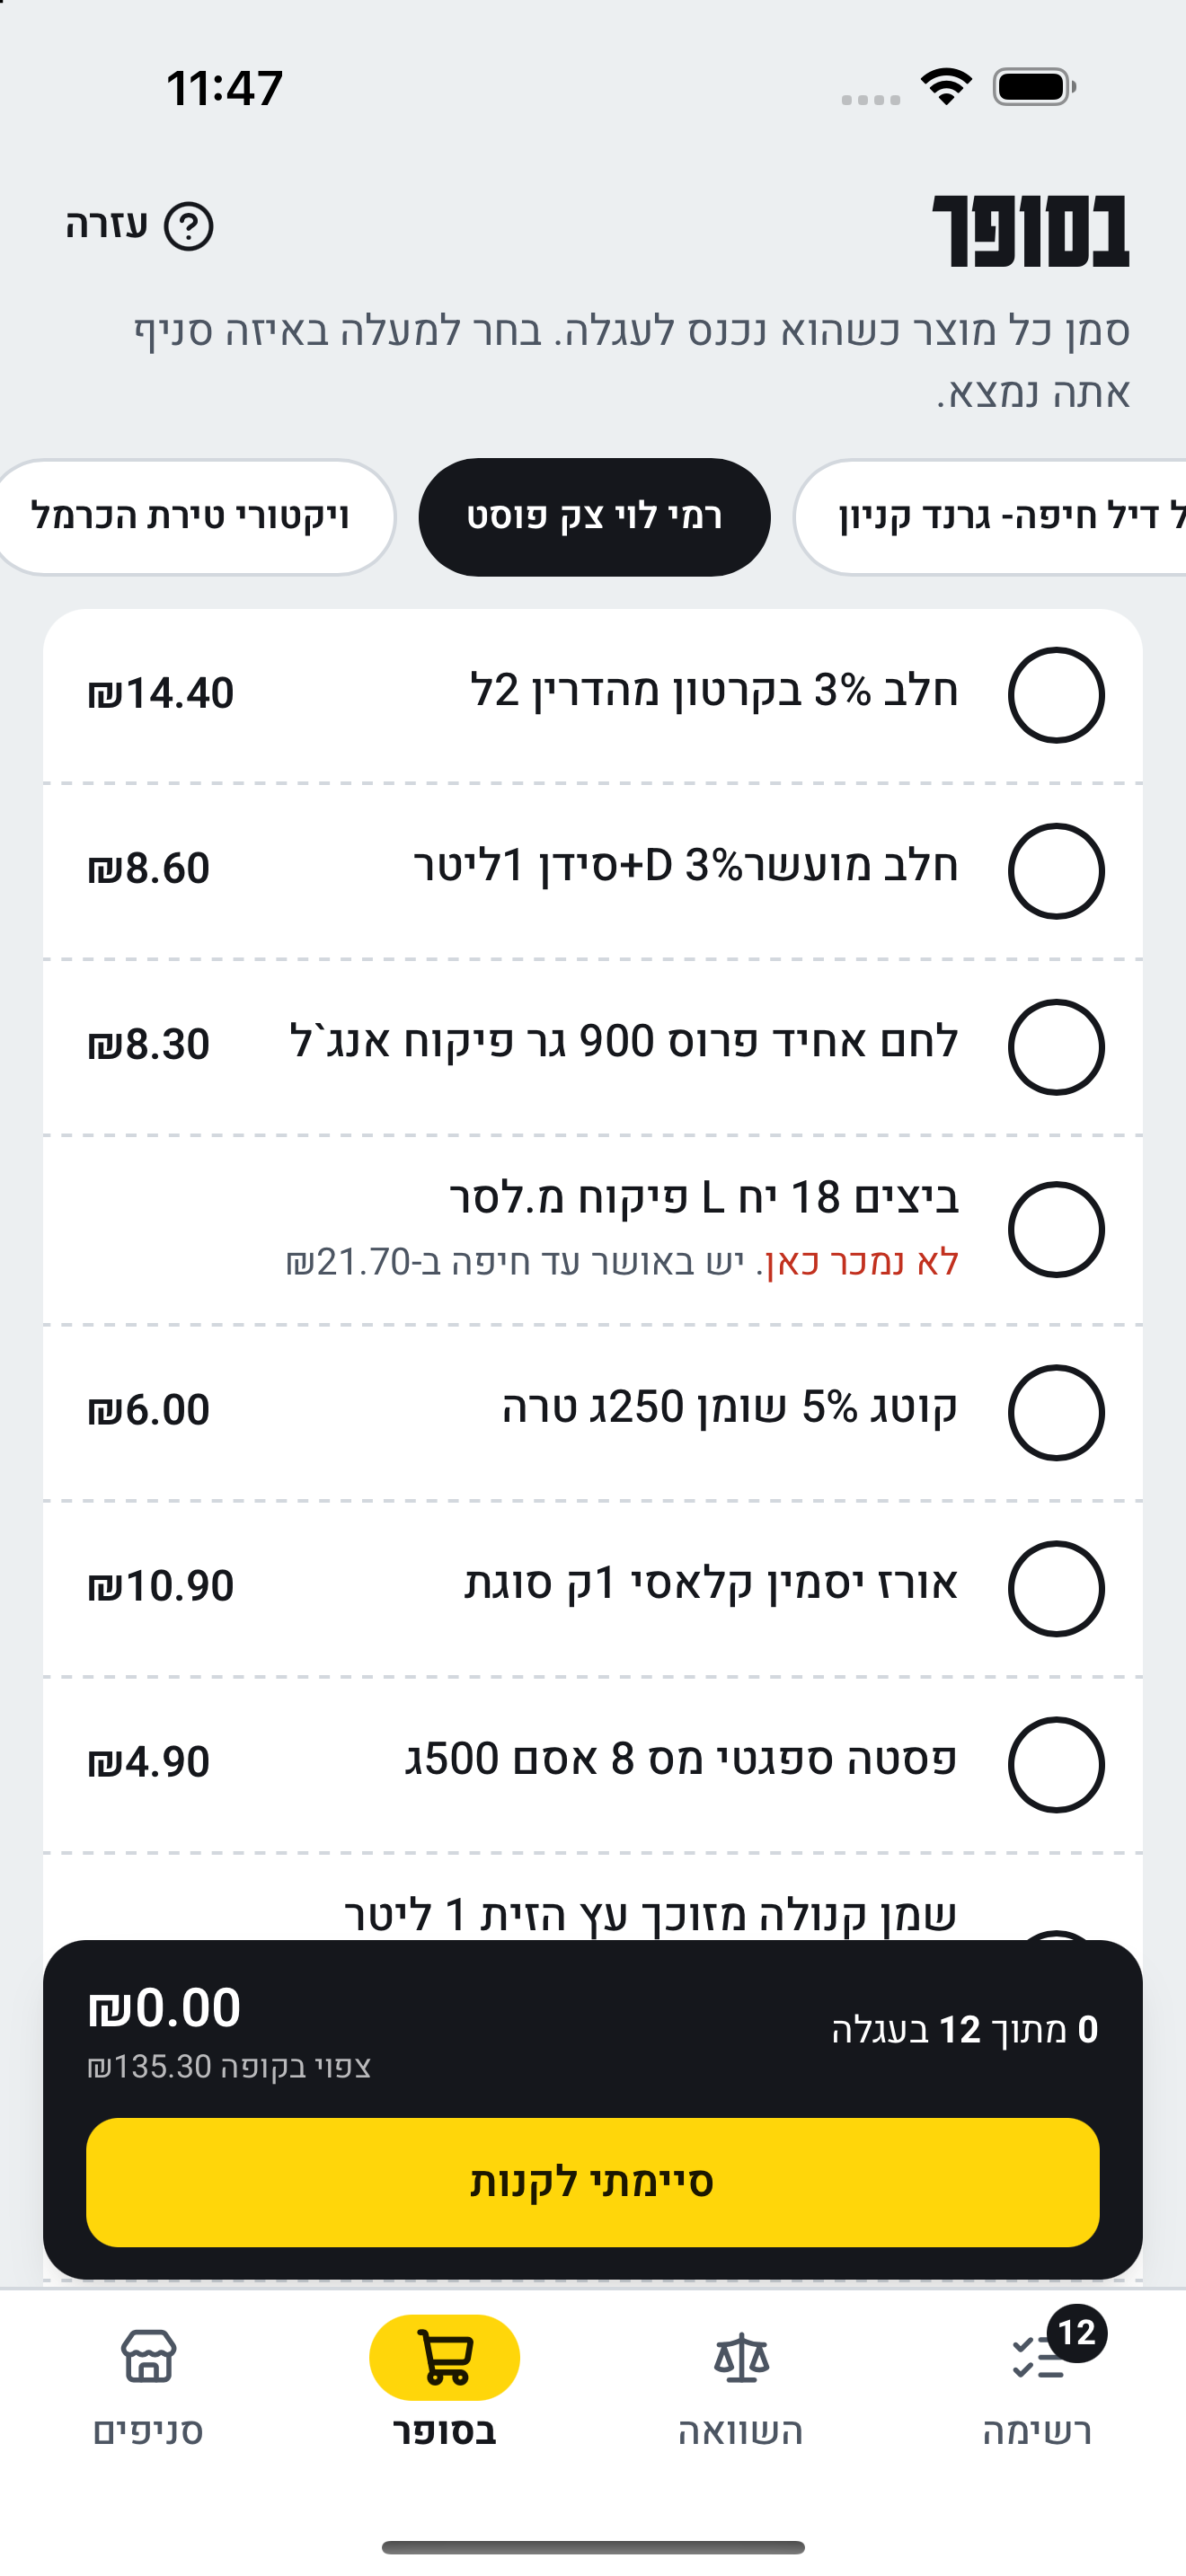 11:47
בסופר
עזרה
סמן כל מוצר כשהוא נכנס לעגלה. בחר למעלה באיזה סניף
אתה נמצא.
ל דיל חיפה- גרנד קניון
רמי לוי צק פוסט
ויקטורי טירת הכרמל
חלב 3% בקרטון מהדרין 2ל
₪14.40
חלב מועשר3% D+סידן 1ליטר
₪8.60
לחם אחיד פרוס 900 גר פיקוח אנג`ל
₪8.30
ביצים 18 יח L פיקוח מ.לסר
לא נמכר כאן. יש באושר עד חיפה ב-₪21.70
קוטג 5% שומן 250ג טרה
₪6.00
אורז יסמין קלאסי 1ק סוגת
₪10.90
פסטה ספגטי מס 8 אסם 500ג
₪4.90
שמן קנולה מזוכך עץ הזית 1 ליטר
0 מתוך 12 בעגלה
₪0.00
צפוי בקופה ₪135.30
סיימתי לקנות
12
רשימה
השוואה
בסופר
סניפים